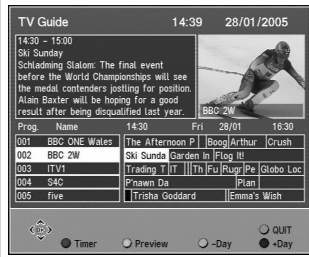 TV Guide 14:39 28/01/2005
14:30 - 15:00
Ski Sunday
Schladming Slalom: The final event
before the World Championships will see
the medal contenders jostling for position.
Alain Baxter will be hoping for a good
result after being disqualified last year.
BBC 2W
Prog. Name 14:30 Fri 28/01 16:30
001 BBC ONE Wales The Afternoon P Boog Arthur Crush
002 BBC 2W Ski Sunda Garden In Flog It!
003 ITV1 Trading T IT Th Fu Rugr Pe Globo Loc
004 S4C P'nawn Da Plan
005 five Trisha Goddard Emma's Wish
OK
QUIT
Timer Preview -Day +Day